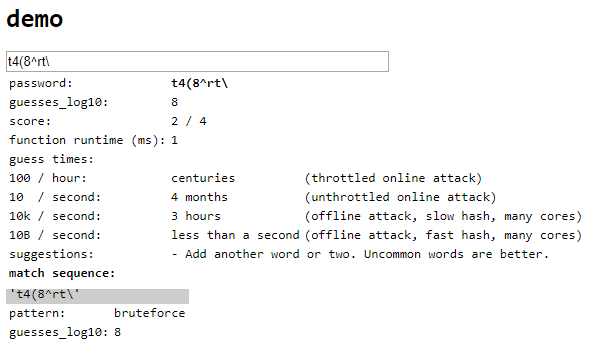 demo
t4(8^rt\
password: t4(8^rt\
guesses_log10: 8
score: 2 / 4
function runtime (ms): 1
guess times:
100 / hour: centuries (throttled online attack)
10 / second: 4 months (unthrottled online attack)
10k / second: 3 hours (offline attack, slow hash, many cores)
10B / second: less than a second (offline attack, fast hash, many cores)
suggestions: - Add another word or two. Uncommon words are better.
match sequence:
't4(8^rt\'
pattern: bruteforce
guesses_log10: 8